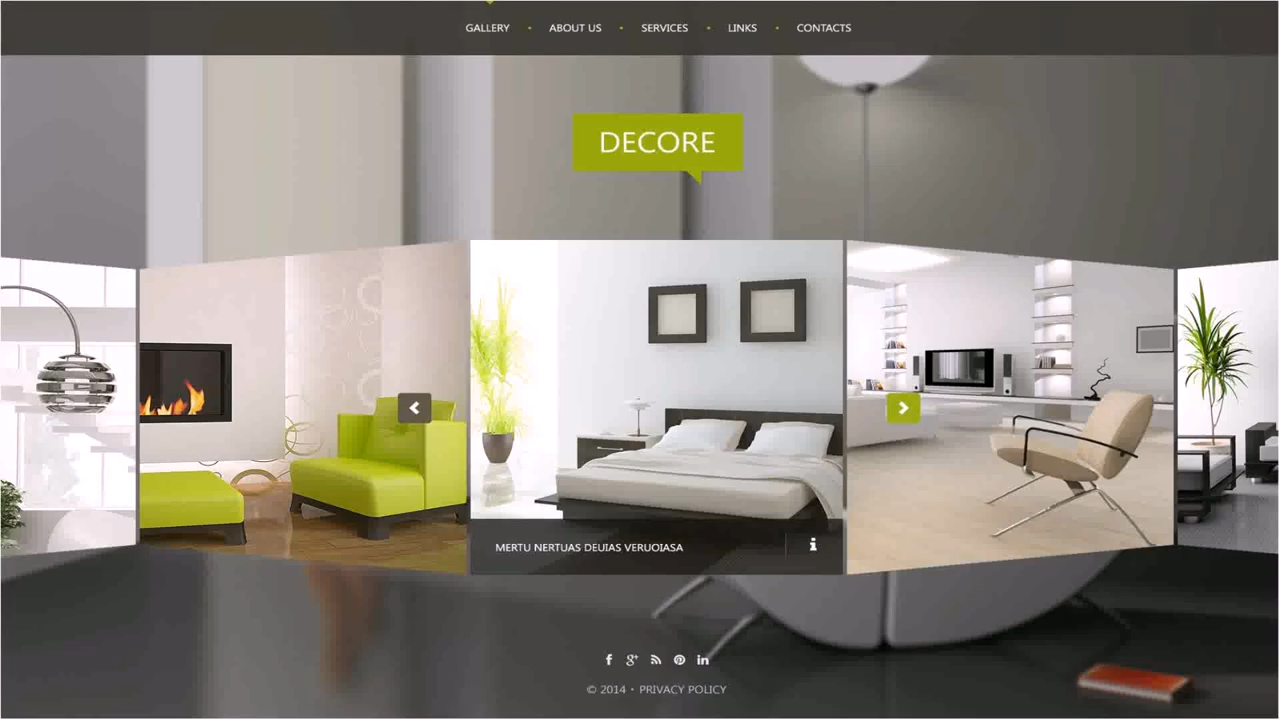 GALLERY • ABOUT US • SERVICES • LINKS • CONTACTS
DECORE
MERTU NERTUAS DEUIAS VERUOIASA
© 2014 • PRIVACY POLICY